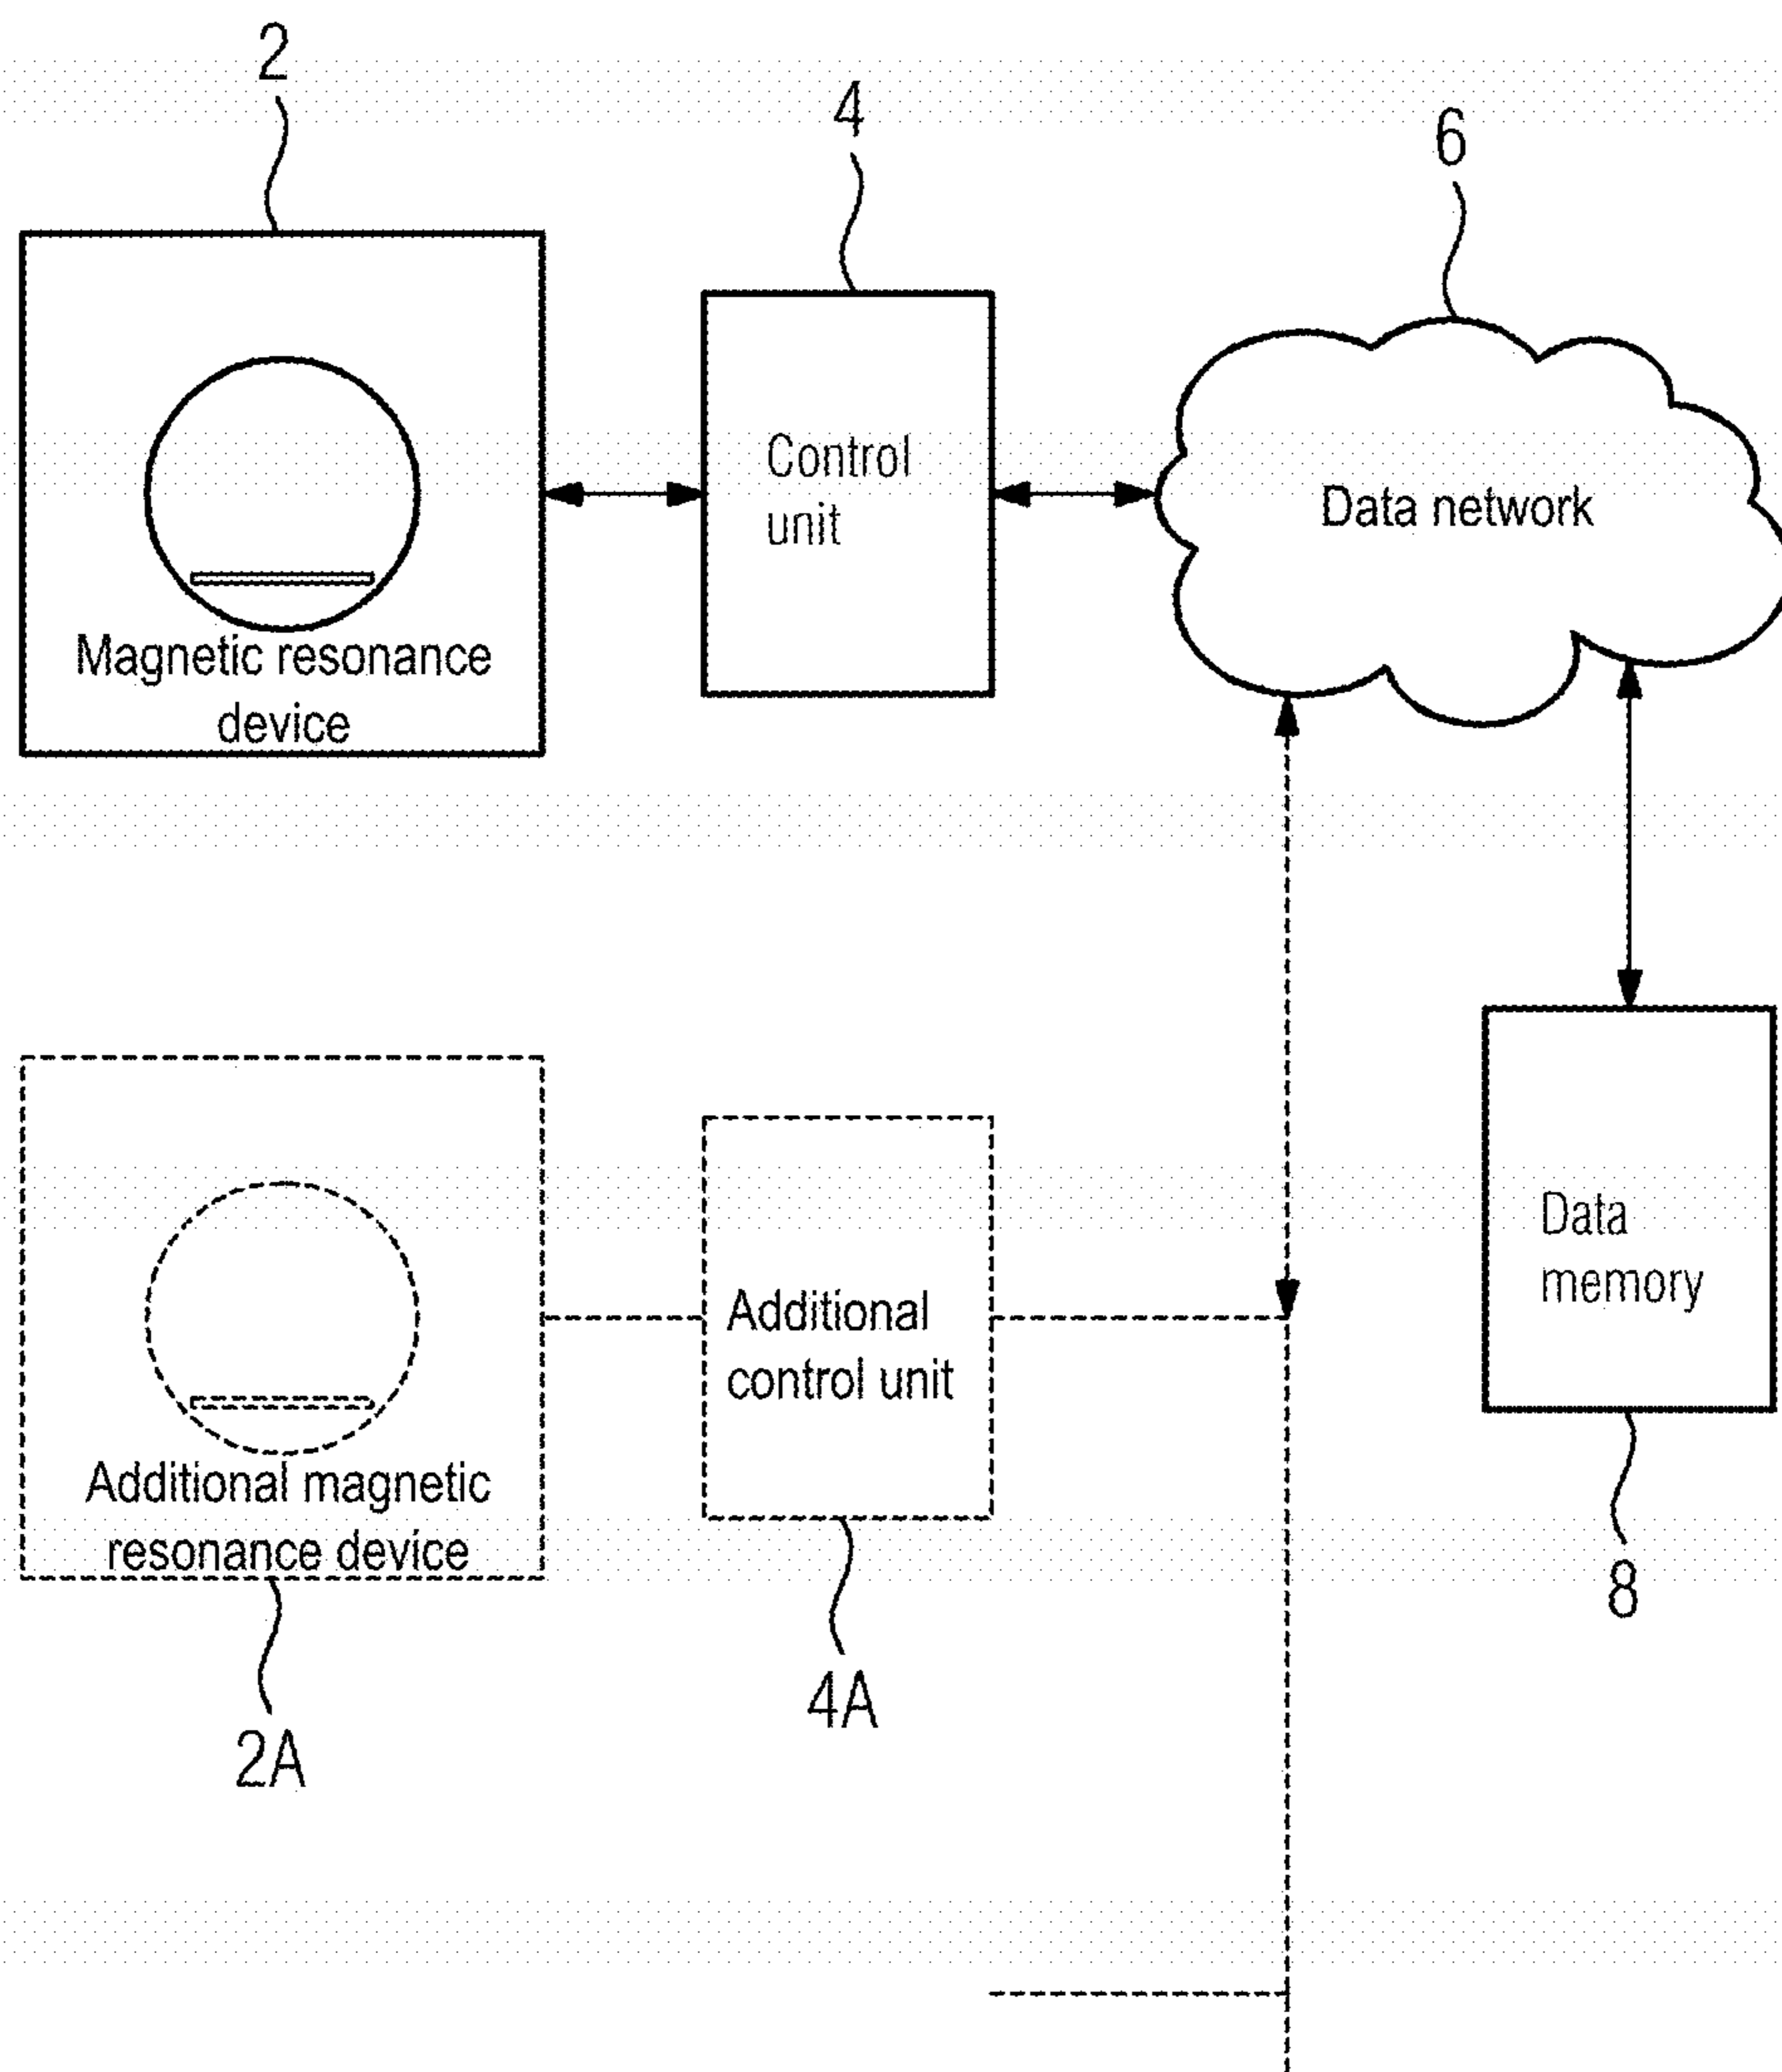 2
4
6
Control
unit
Data network
Magnetic resonance
device
Data
memory
Additional
control unit
Additional magnetic
resonance device
8
4A
2A